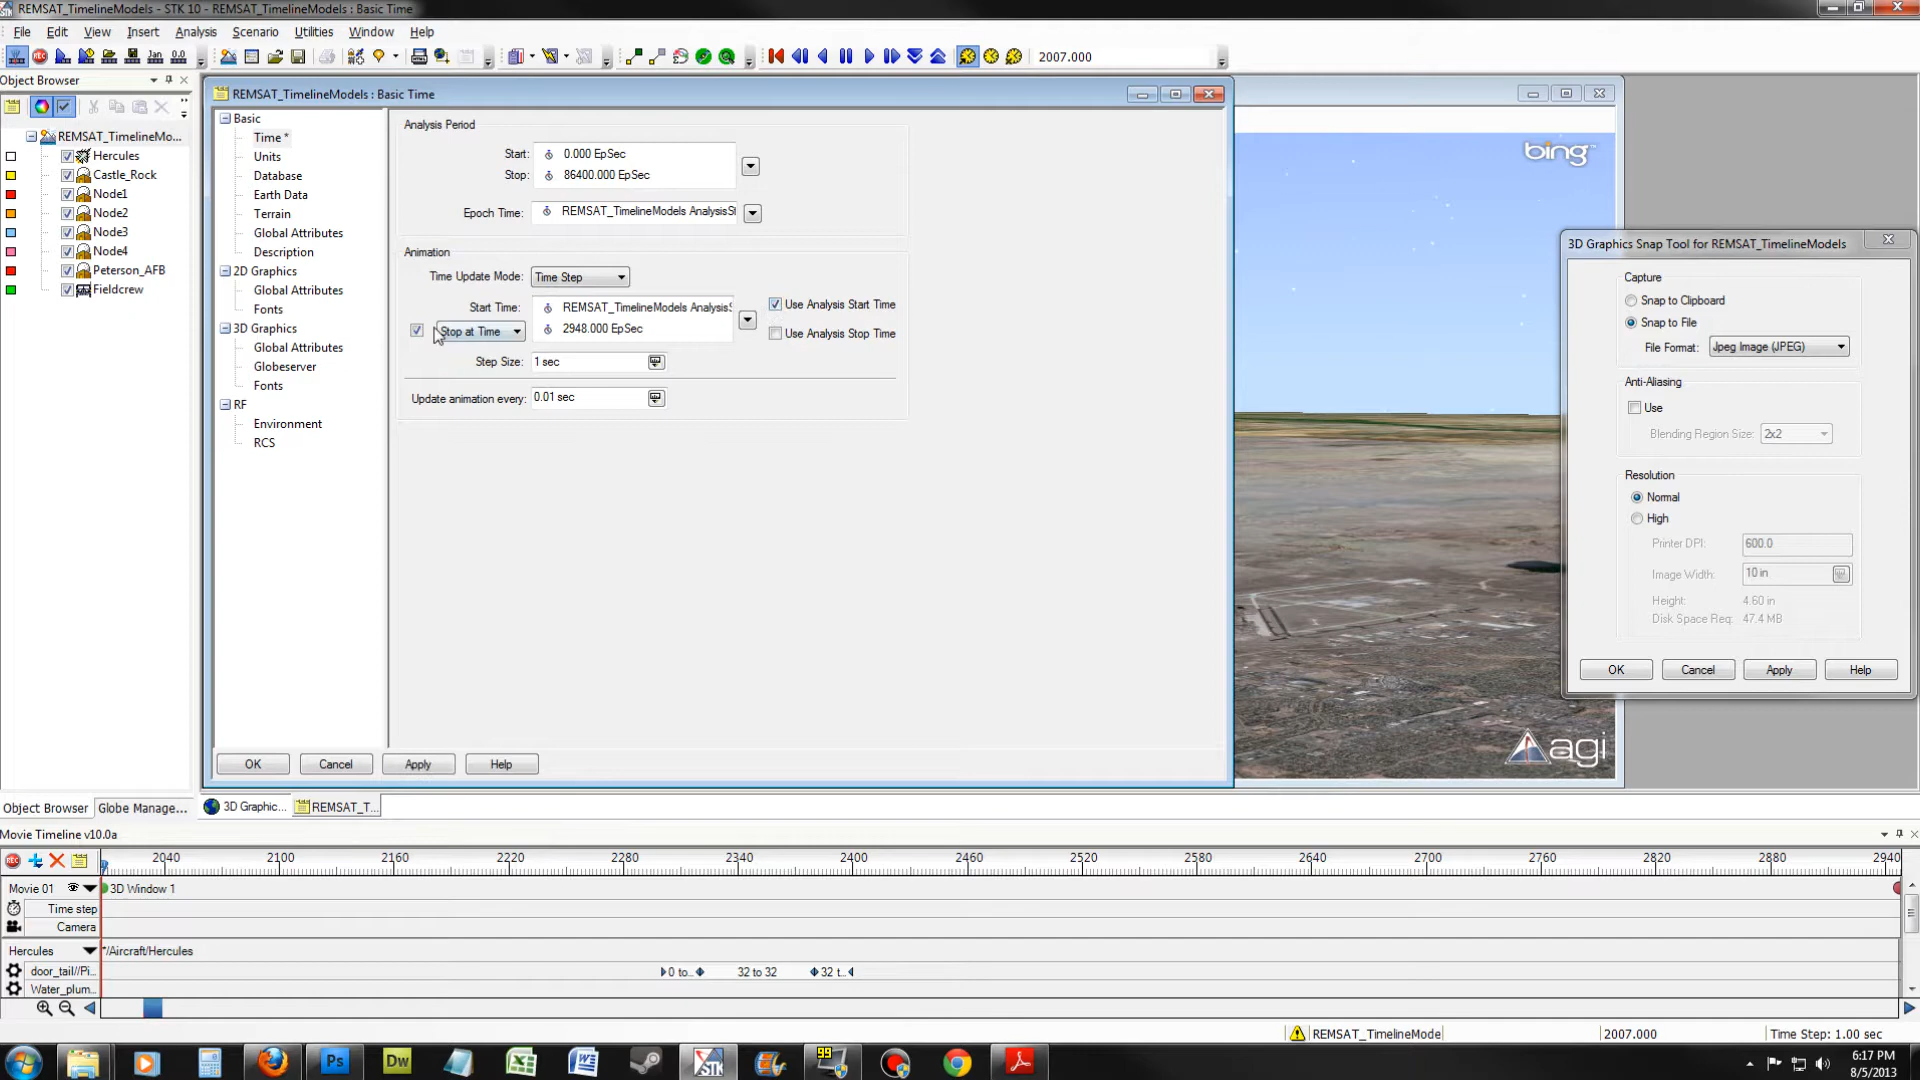 REMSAT_TimelineModels - STK 10 - REMSAT_TimelineModels : Basic Time
File Edit View Insert Analysis Scenario Utilities Window Help
REC Jan 0.0 2007.000
Object Browser
REMSAT_TimelineMo...
Hercules
Castle_Rock
Node1
Node2
Node3
Node4
Peterson_AFB
Fieldcrew
Object Browser Globe Manage...
REMSAT_TimelineModels : Basic Time
Basic
Time *
Units
Database
Earth Data
Terrain
Global Attributes
Description
2D Graphics
Global Attributes
Fonts
3D Graphics
Global Attributes
Globeserver
Fonts
RF
Environment
RCS
Analysis Period
Start: 0.000 EpSec
Stop: 86400.000 EpSec
Epoch Time: REMSAT_TimelineModels AnalysisSt
Animation
Time Update Mode: Time Step
Start Time: REMSAT_TimelineModels Analysis
Use Analysis Start Time
Stop at Time 2948.000 EpSec
Use Analysis Stop Time
Step Size: 1 sec
Update animation every: 0.01 sec
OK Cancel Apply Help
3D Graphic... REMSAT_T...
bing™
agi
3D Graphics Snap Tool for REMSAT_TimelineModels
Capture
Snap to Clipboard
Snap to File
File Format: Jpeg Image (JPEG)
Anti-Aliasing
Use
Blending Region Size: 2x2
Resolution
Normal
High
Printer DPI: 600.0
Image Width: 10 in
Height: 4.60 in
Disk Space Req: 47.4 MB
OK Cancel Apply Help
Movie Timeline v10.0a
REC 2040 2100 2160 2220 2280 2340 2400 2460 2520 2580 2640 2700 2760 2820 2880 2940
Movie 01 3D Window 1
Time step
Camera
Hercules */Aircraft/Hercules
door_tail//Pi... 0 to... 32 to 32 32 t...
Water_plum...
REMSAT_TimelineMode 2007.000 Time Step: 1.00 sec
Ps Dw STK 99
6:17 PM
8/5/2013